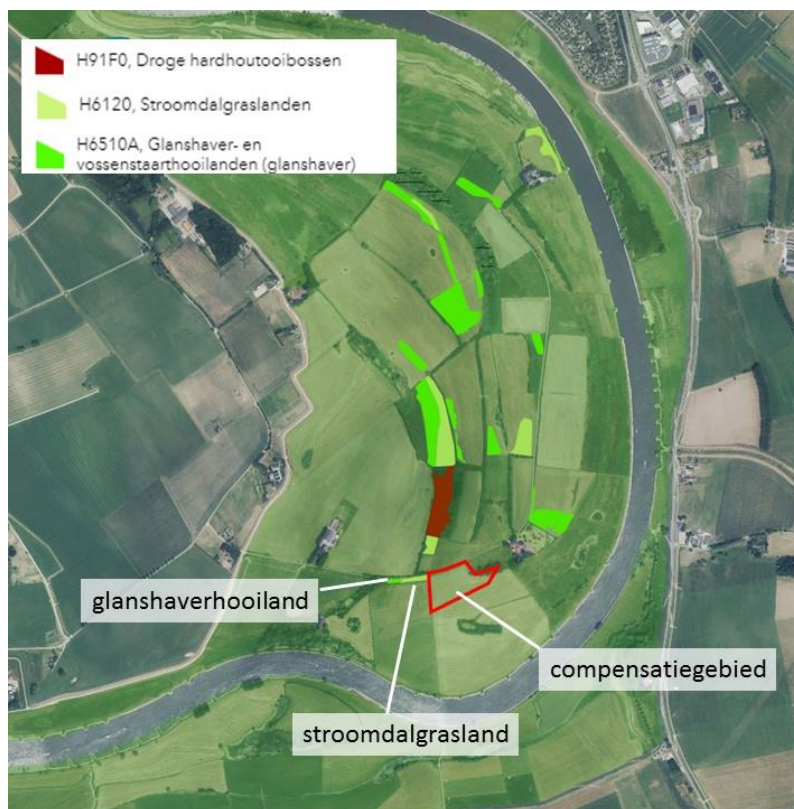 H91F0, Droge hardhoutooibossen
H6120, Stroomdalgraslanden
H6510A, Glanshaver- en
vossenstaarthooilanden (glanshaver)
glanshaverhooiland
compensatiegebied
stroomdalgrasland